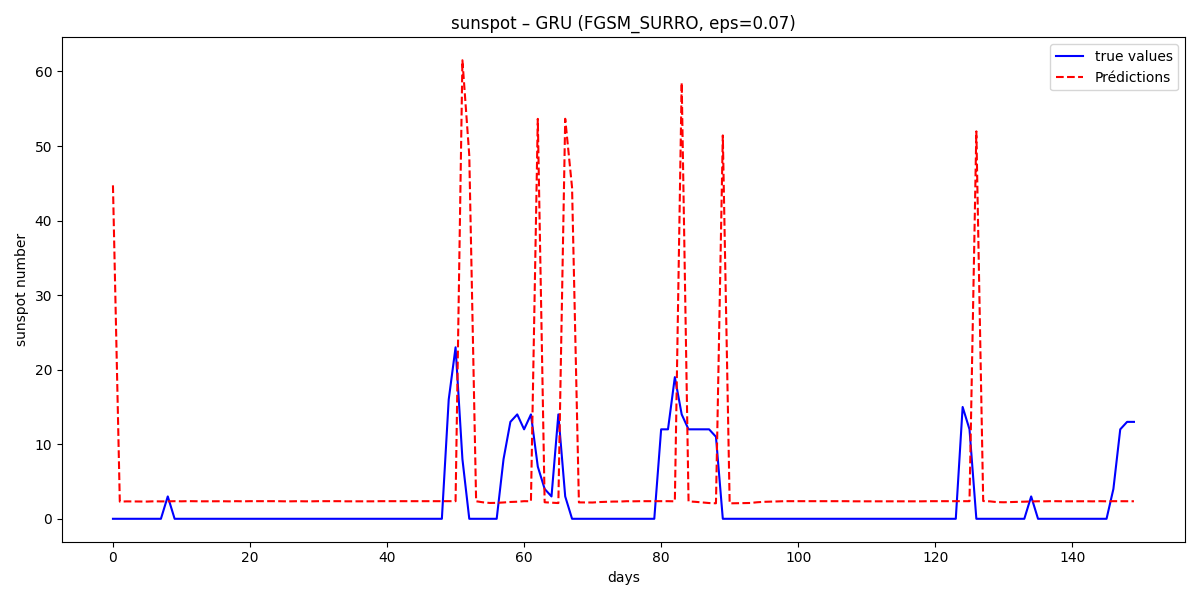 sunspot – GRU (FGSM_SURRO, eps=0.07)
true values
Prédictions
60
50
40
30
20
10
0
sunspot number
0 20 40 60 80 100 120 140
days